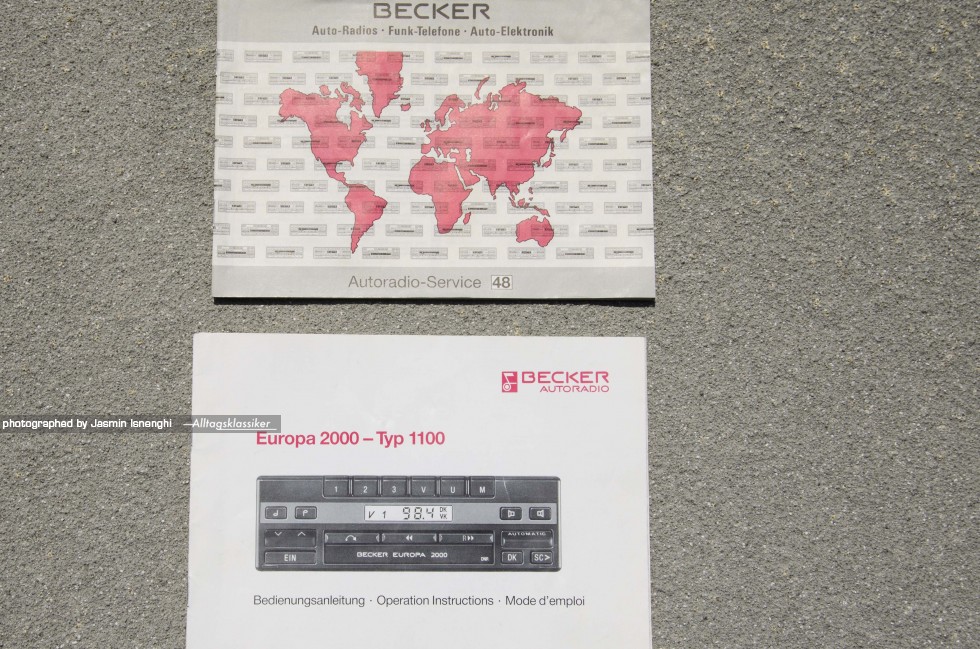 BECKER
Auto-Radios · Funk-Telefone · Auto-Elektronik
Autoradio-Service 48
BECKER
AUTORADIO
photographed by Jasmin Isnenghi —Alltagsklassiker_
Europa 2000 – Typ 1100
1 2 3 V U M
V 1 98.4 DK VK
AUTOMATIC
EIN
BECKER EUROPA 2000
DK SC>
Bedienungsanleitung · Operation Instructions · Mode d'emploi